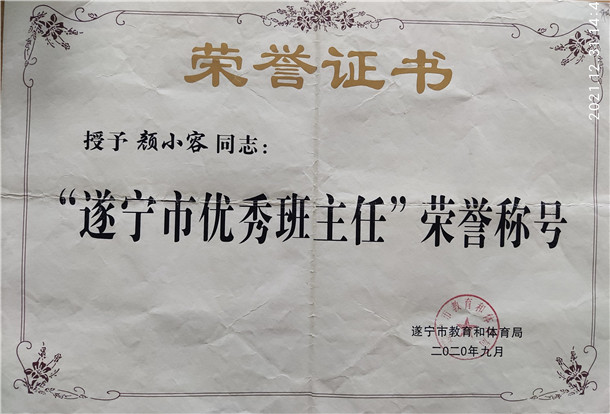 荣誉证书
授予 颜小容 同志：
“遂宁市优秀班主任”荣誉称号
遂宁市教育和体育局
二〇二〇年九月